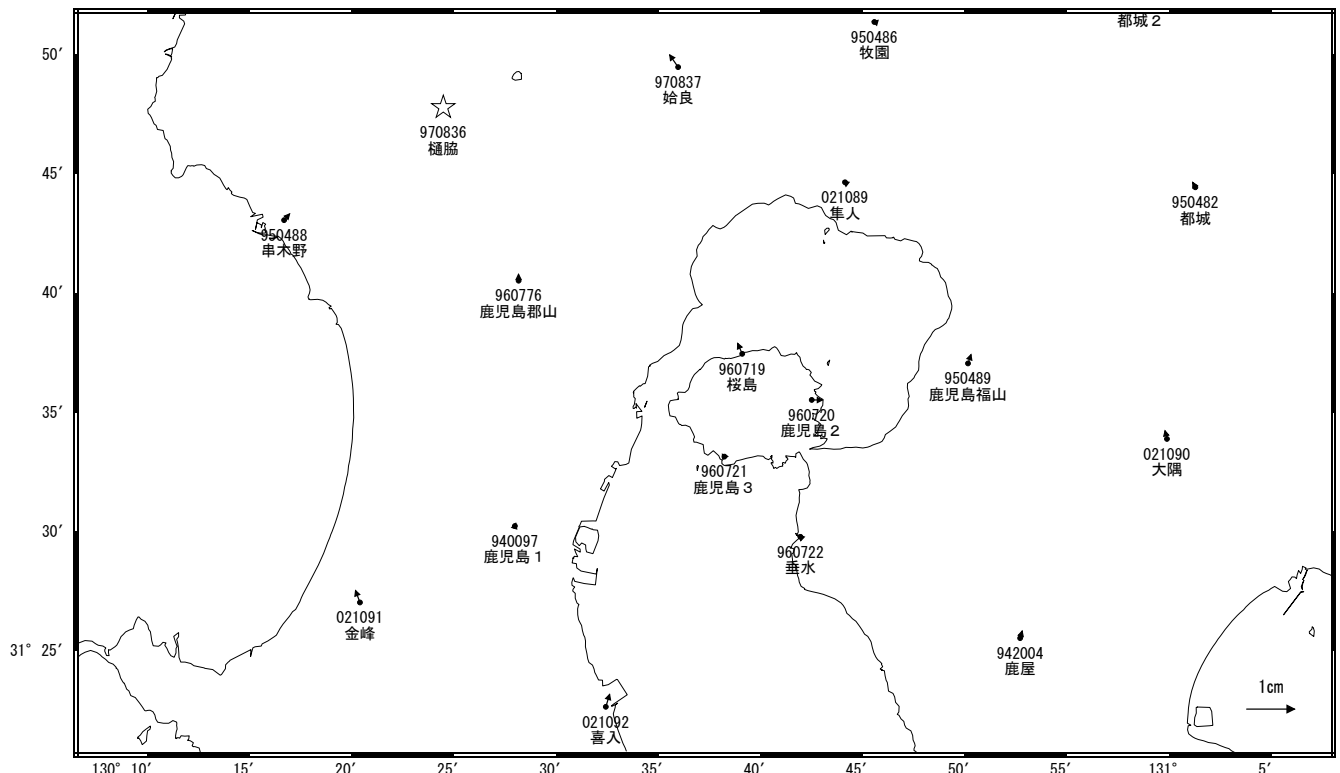 都城２
950486
牧園
50′
970837
姶良
970836
樋脇
45′
021089
隼人
950482
都城
950488
串木野
40′
960776
鹿児島郡山
960719
桜島
950489
鹿児島福山
35′
960720
鹿児島２
021090
大隅
960721
鹿児島３
30′
940097
鹿児島１
960722
垂水
021091
金峰
31° 25′
942004
鹿屋
1cm
021092
喜入
130° 10′ 15′ 20′ 25′ 30′ 35′ 40′ 45′ 50′ 55′ 131° 5′